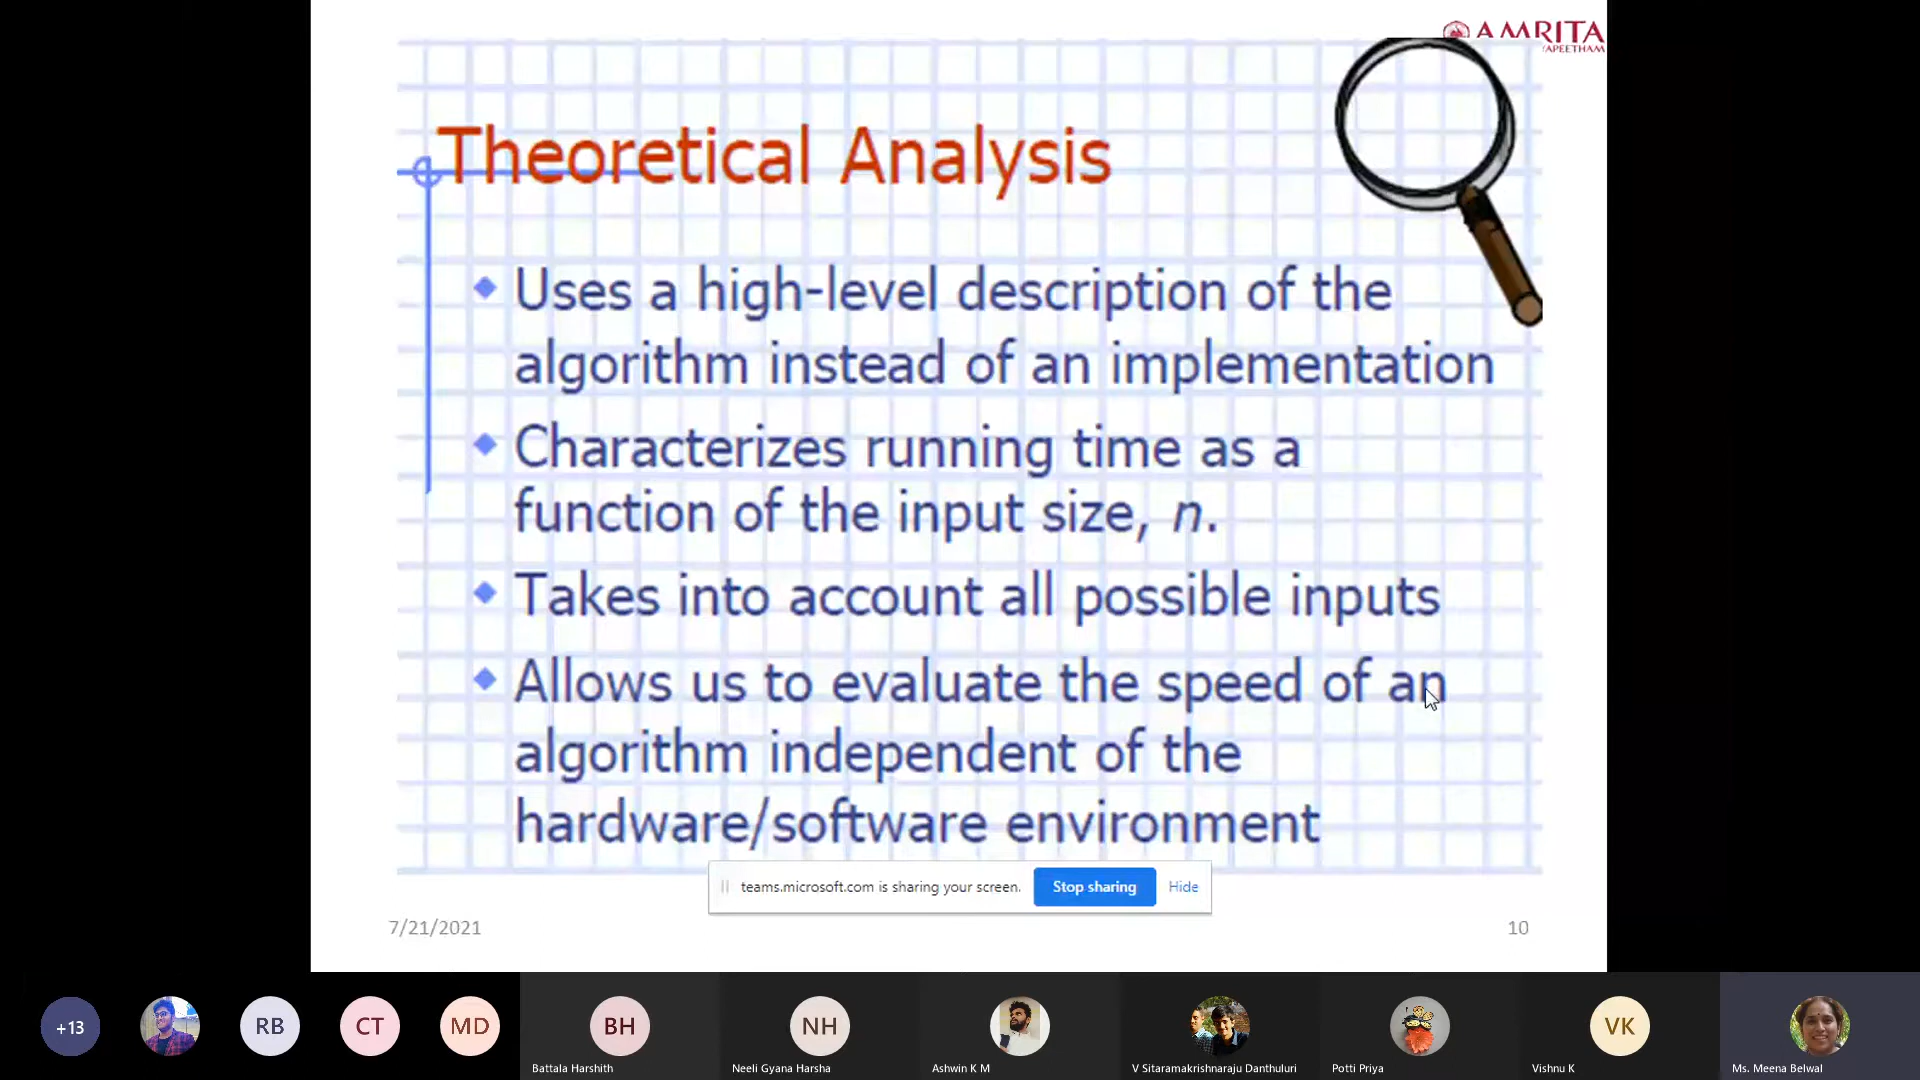 AMRITA
APEETHAM
Theoretical Analysis
Uses a high-level description of the
algorithm instead of an implementation
Characterizes running time as a
function of the input size, n.
Takes into account all possible inputs
Allows us to evaluate the speed of an
algorithm independent of the
hardware/software environment
teams.microsoft.com is sharing your screen. Stop sharing Hide
7/21/2021 10
+13 RB CT MD BH NH VK
Battala Harshith Neeli Gyana Harsha Ashwin K M V Sitaramakrishnaraju Danthuluri Potti Priya Vishnu K Ms. Meena Belwal